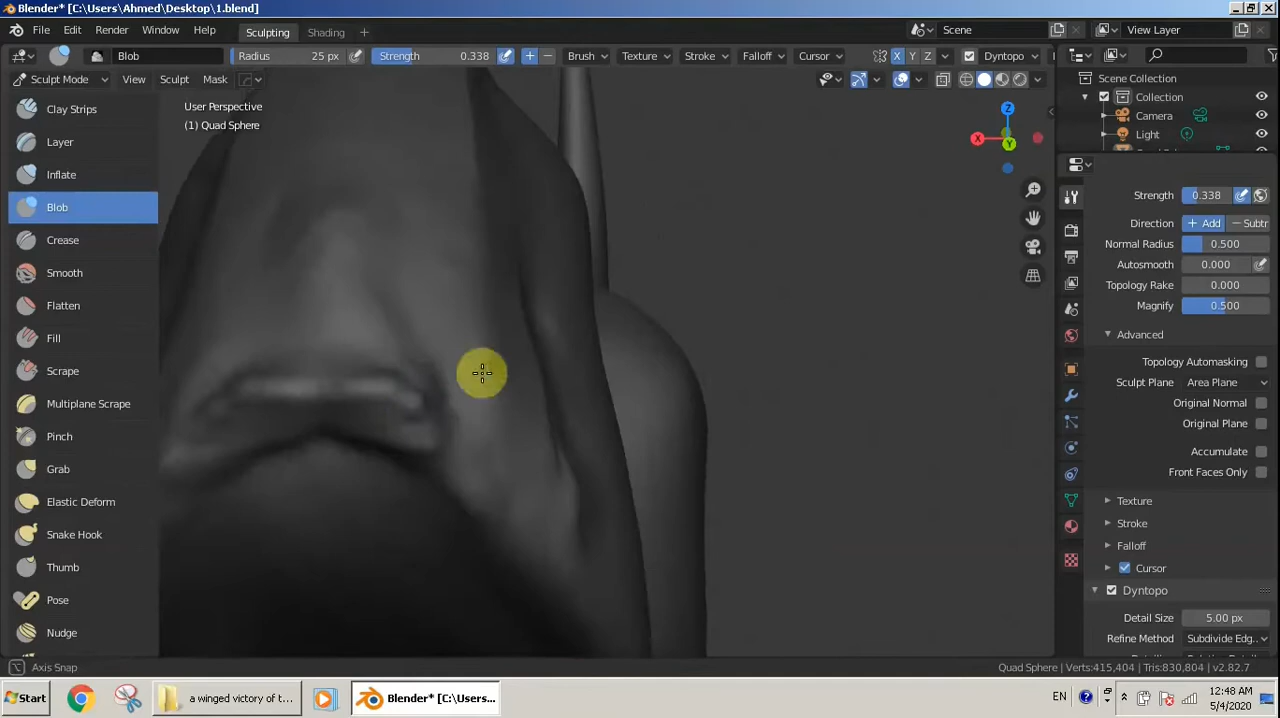 Blender* [C:\Users\Ahmed\Desktop\1.blend]
File Edit Render Window Help Sculpting Shading + Scene View Layer
Blob Radius 25 px Strength 0.338 Brush Texture Stroke Falloff Cursor X Y Z Dyntopo
Sculpt Mode View Sculpt Mask
User Perspective
(1) Quad Sphere
Clay Strips
Layer
Inflate
Blob
Crease
Smooth
Flatten
Fill
Scrape
Multiplane Scrape
Pinch
Grab
Elastic Deform
Snake Hook
Thumb
Pose
Nudge
Z
X
Y
Scene Collection
Collection
Camera
Light
Strength 0.338
Direction + Add − Subtr
Normal Radius 0.500
Autosmooth 0.000
Topology Rake 0.000
Magnify 0.500
Advanced
Topology Automasking
Sculpt Plane Area Plane
Original Normal
Original Plane
Accumulate
Front Faces Only
Texture
Stroke
Falloff
Cursor
Dyntopo
Detail Size 5.00 px
Refine Method Subdivide Edg..
Axis Snap
Quad Sphere | Verts:415,404 | Tris:830,804 | v2.82.7
Start a winged victory of t... Blender* [C:\Users... EN 12:48 AM
5/4/2020